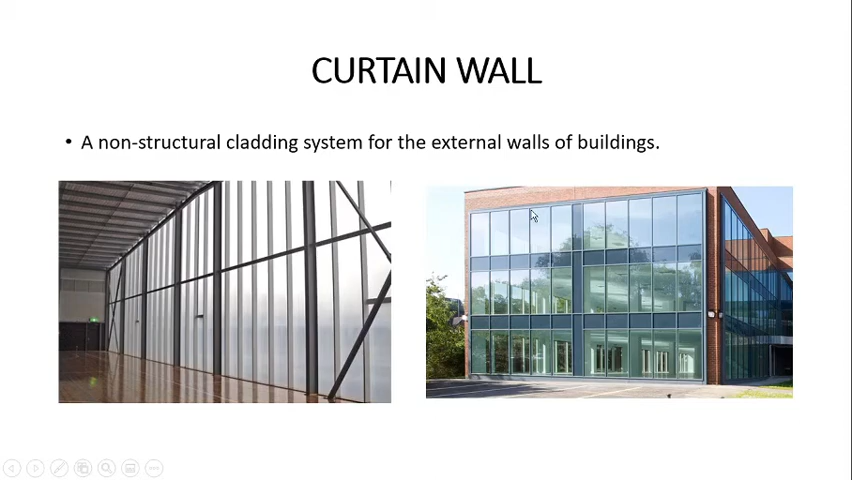 CURTAIN WALL
• A non-structural cladding system for the external walls of buildings.